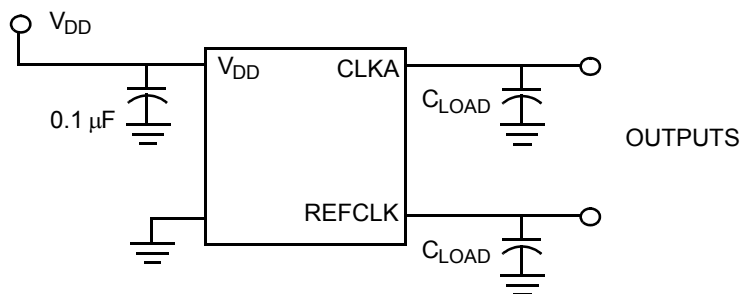 VDD
VDD
CLKA
0.1 μF
CLOAD
OUTPUTS
REFCLK
CLOAD